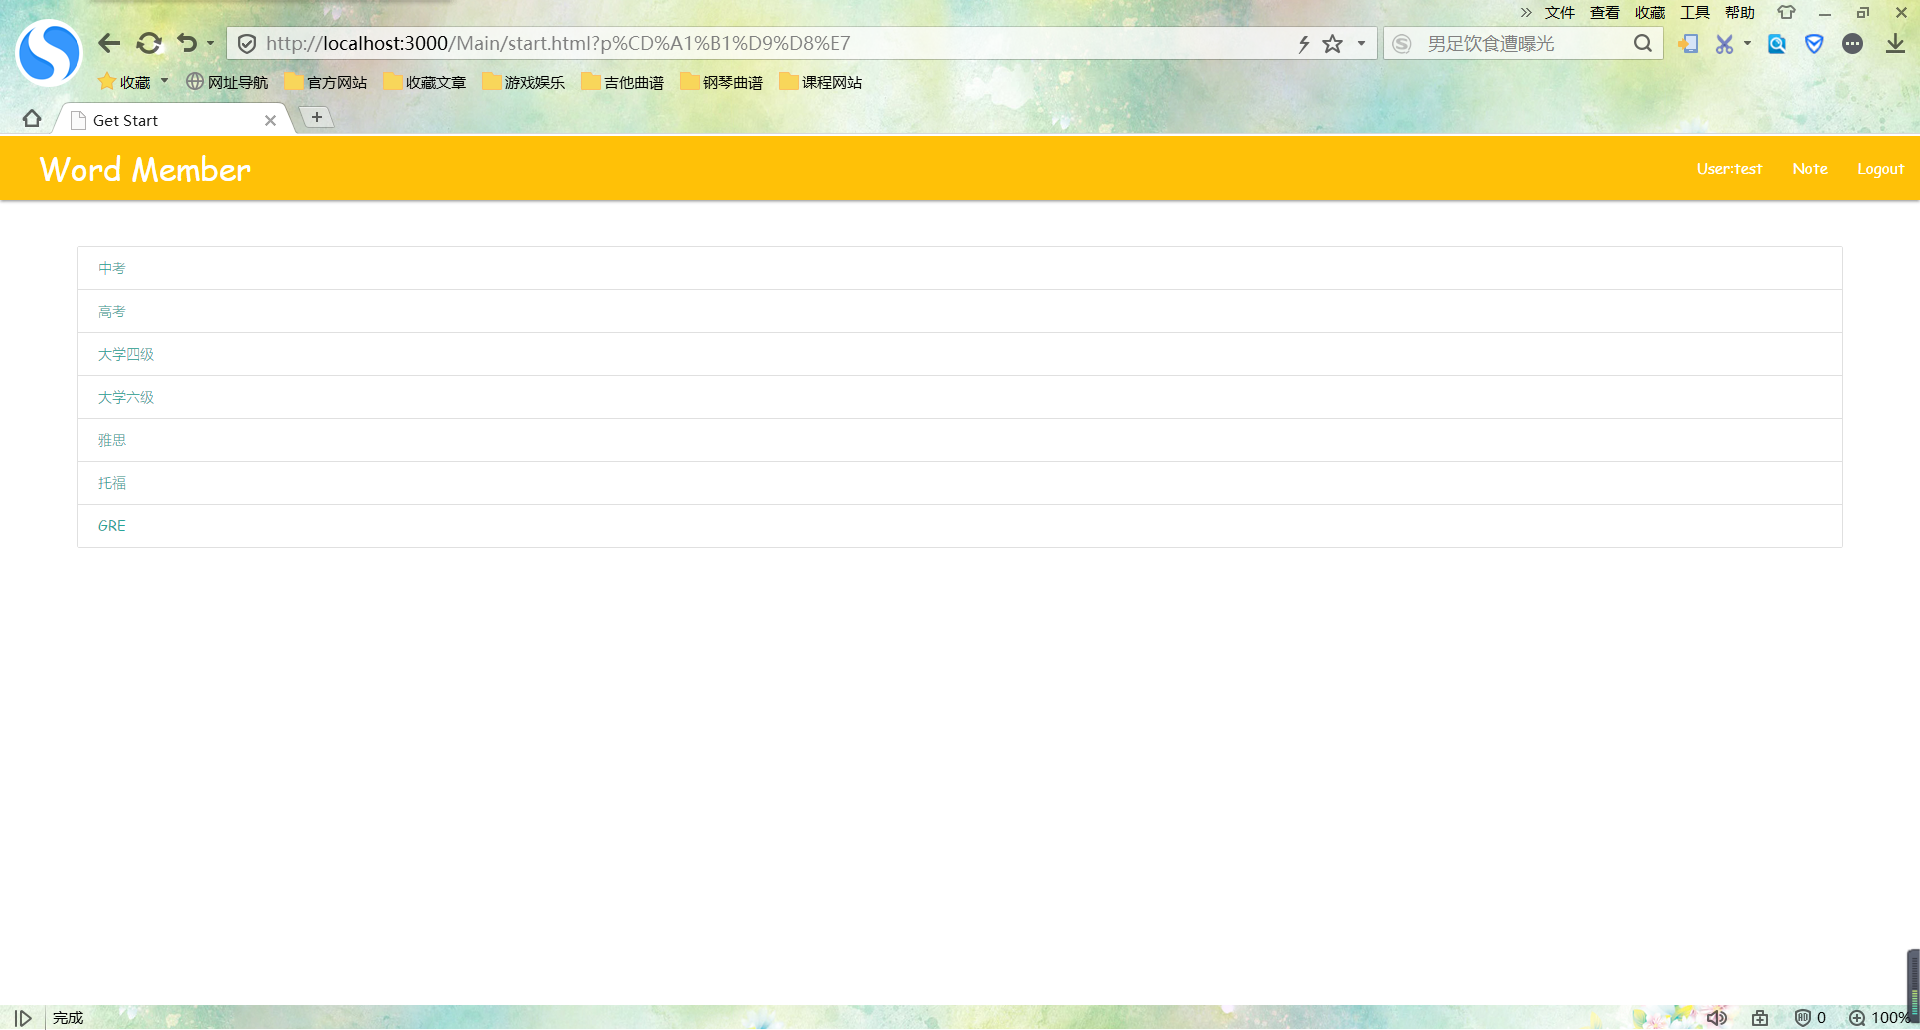 文件 查看 收藏 工具 帮助
http://localhost:3000/Main/start.html?p%CD%A1%B1%D9%D8%E7
男足饮食遭曝光
收藏 网址导航 官方网站 收藏文章 游戏娱乐 吉他曲谱 钢琴曲谱 课程网站
Get Start
Word Member
User:test Note Logout
中考
高考
大学四级
大学六级
雅思
托福
GRE
完成
0 100%